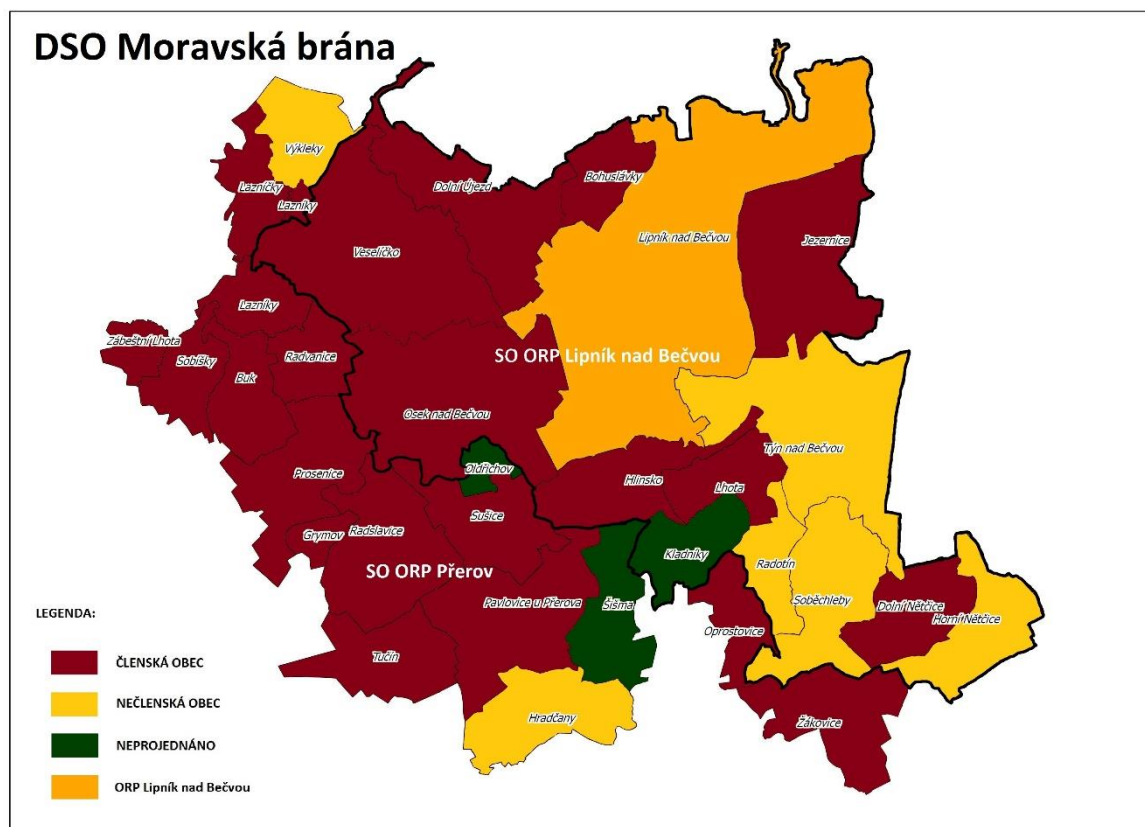 DSO Moravská brána
Výkleky
Lazníčky
Lazníky
Dolní Újezd
Bohuslávky
Lipník nad Bečvou
Jezernice
Veselíčko
Lazníky
Zábeštní Lhota
Sobíšky
Buk
Radvanice
SO ORP Lipník nad Bečvou
Osek nad Bečvou
Týn nad Bečvou
Oldřichov
Prosenice
Hlinsko
Lhota
Sušice
Grymov
Radslavice
Kladníky
Radotín
SO ORP Přerov
Pavlovice u Přerova
Šišma
Soběchleby
Dolní Nětčice
Horní Nětčice
Oprostovice
Tučín
Hradčany
Žákovice
LEGENDA:
ČLENSKÁ OBEC
NEČLENSKÁ OBEC
NEPROJEDNÁNO
ORP Lipník nad Bečvou